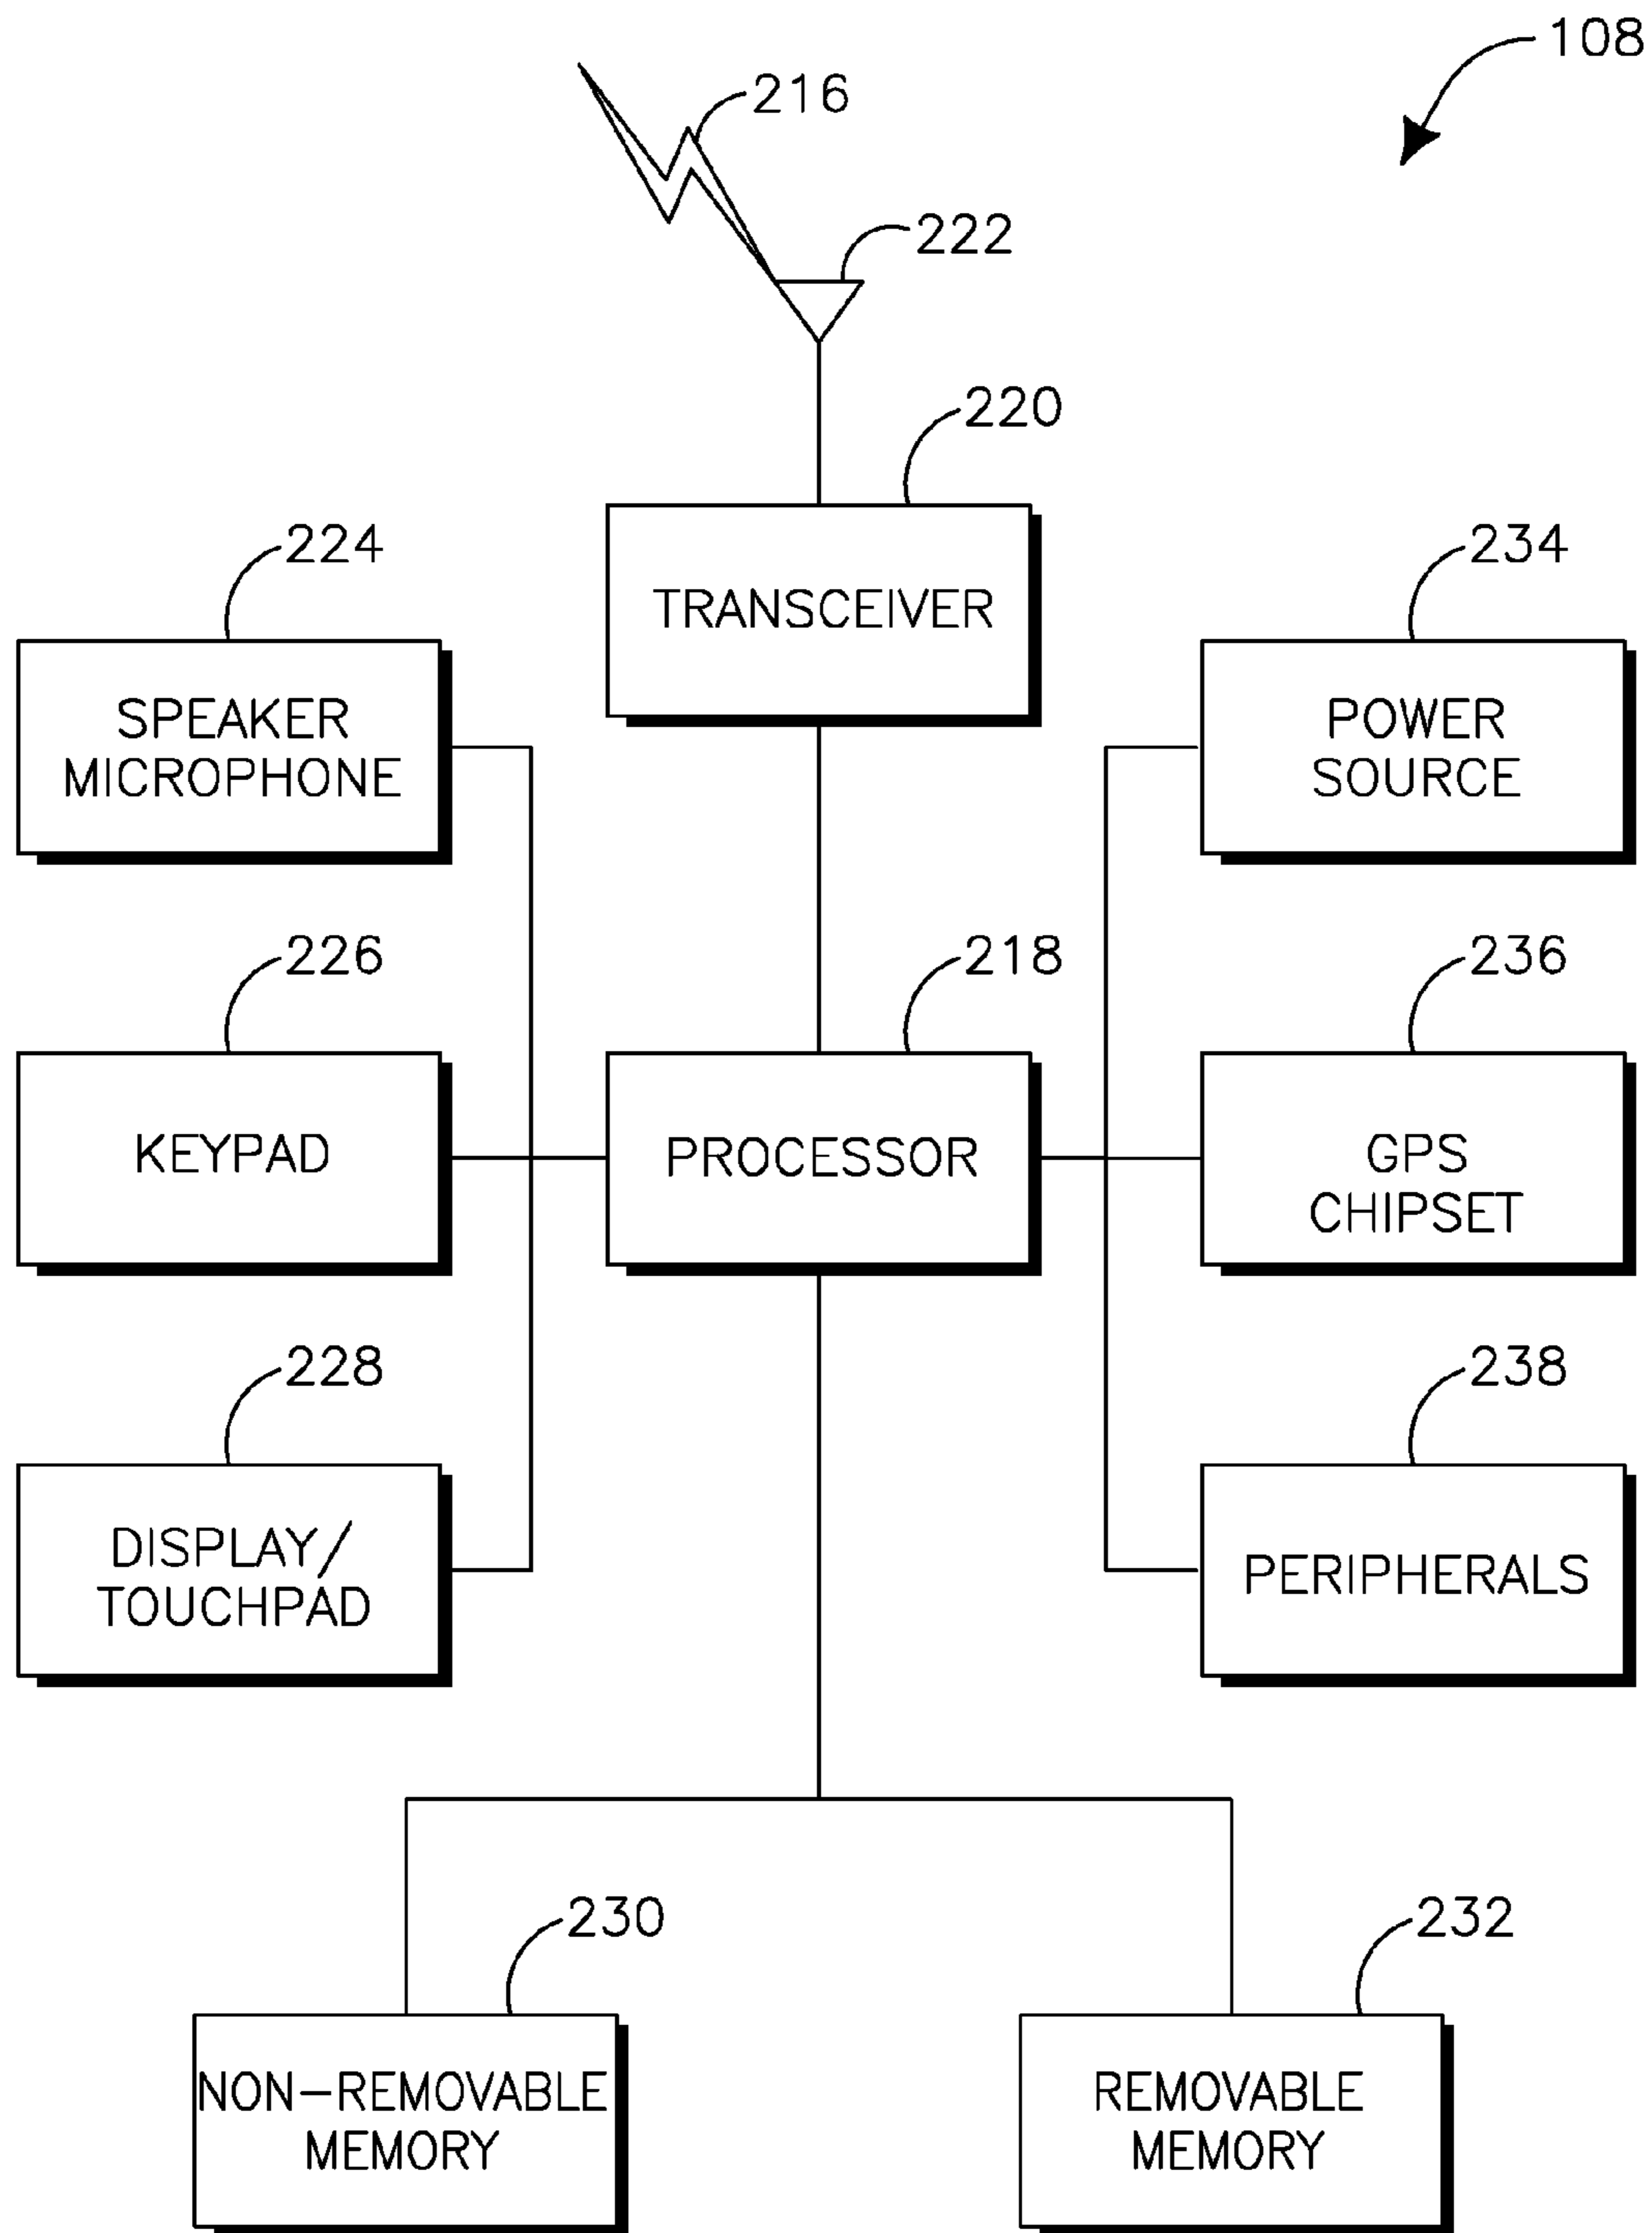 108
216
222
220
TRANSCEIVER
224
SPEAKER
MICROPHONE
234
POWER
SOURCE
226
KEYPAD
218
PROCESSOR
236
GPS
CHIPSET
228
DISPLAY/
TOUCHPAD
238
PERIPHERALS
230
NON-REMOVABLE
MEMORY
232
REMOVABLE
MEMORY